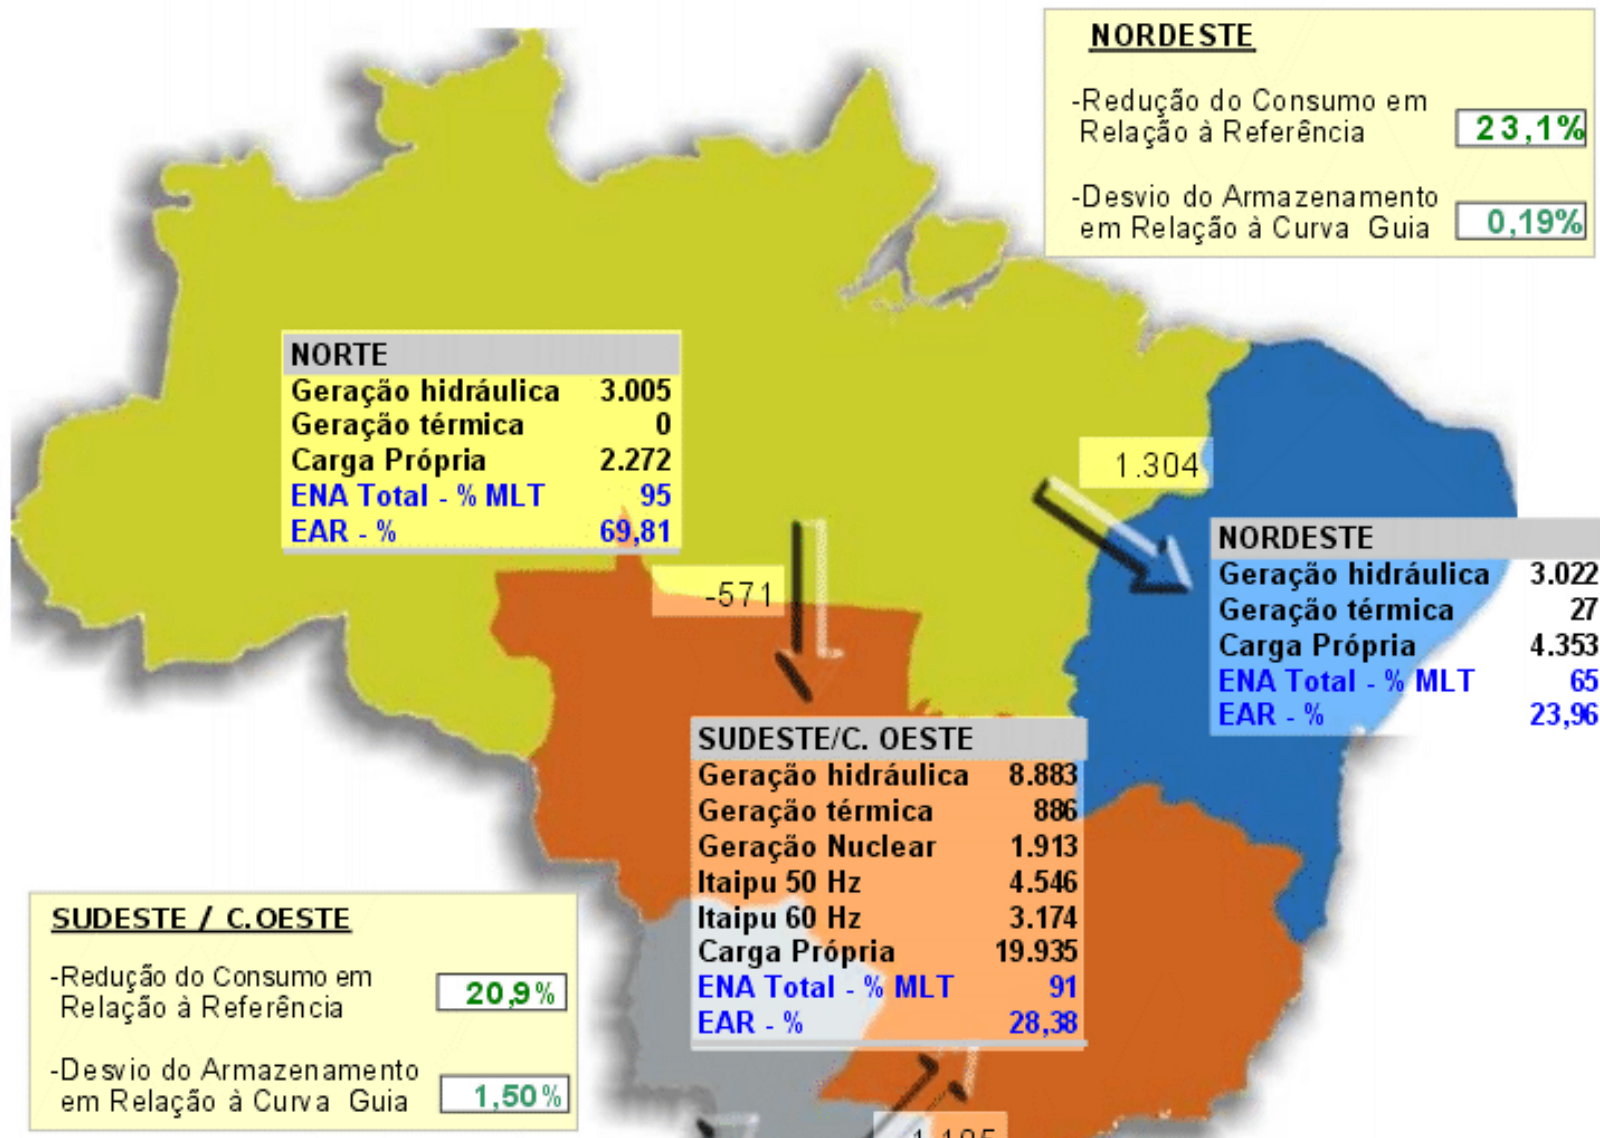 NORDESTE
-Redução do Consumo em
Relação à Referência 23,1%
-Desvio do Armazenamento
em Relação à Curva Guia 0,19%
NORTE
Geração hidráulica 3.005
Geração térmica 0
Carga Própria 2.272
ENA Total - % MLT 95
EAR - % 69,81
1.304
-571
NORDESTE
Geração hidráulica 3.022
Geração térmica 27
Carga Própria 4.353
ENA Total - % MLT 65
EAR - % 23,96
SUDESTE/C. OESTE
Geração hidráulica 8.883
Geração térmica 886
Geração Nuclear 1.913
Itaipu 50 Hz 4.546
Itaipu 60 Hz 3.174
Carga Própria 19.935
ENA Total - % MLT 91
EAR - % 28,38
SUDESTE / C.OESTE
-Redução do Consumo em
Relação à Referência 20,9%
-Desvio do Armazenamento
em Relação à Curva Guia 1,50%